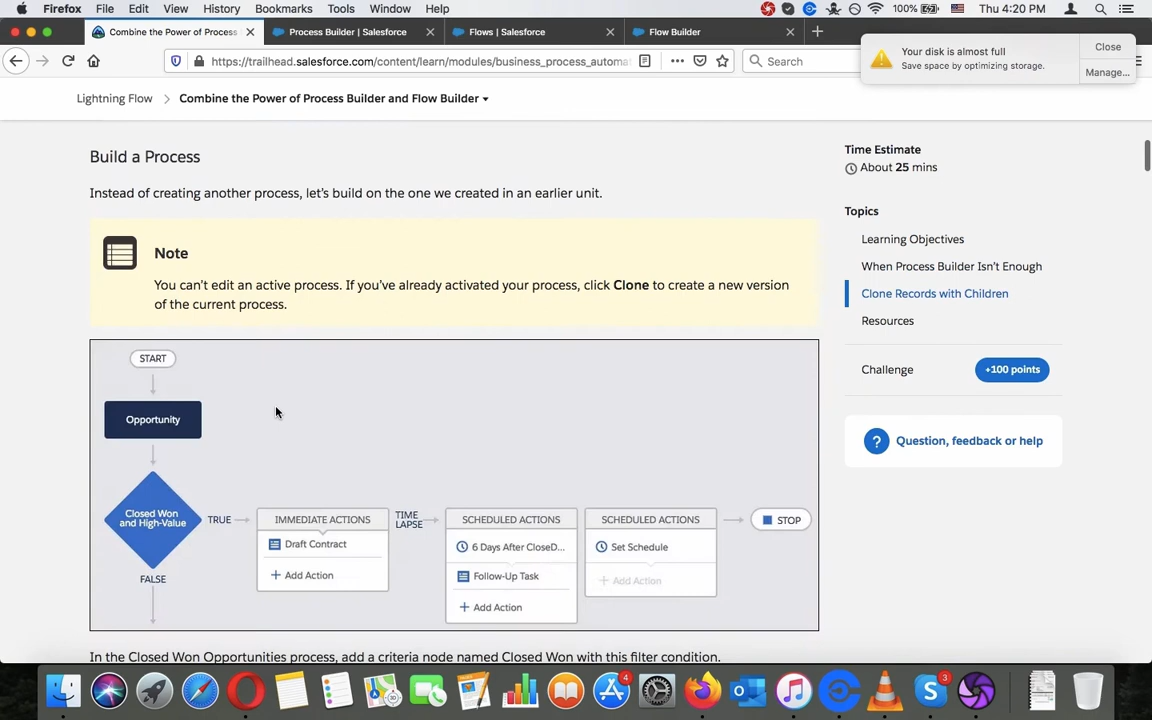 Firefox File Edit View History Bookmarks Tools Window Help 100% Thu 4:20 PM
Combine the Power of Process Process Builder | Salesforce Flows | Salesforce Flow Builder
https://trailhead.salesforce.com/content/learn/modules/business_process_automat Search
Your disk is almost full
Save space by optimizing storage.
Close
Manage...
Lightning Flow Combine the Power of Process Builder and Flow Builder
Build a Process
Instead of creating another process, let's build on the one we created in an earlier unit.
Note
You can't edit an active process. If you've already activated your process, click Clone to create a new version
of the current process.
START
Opportunity
Closed Won
and High-Value
TRUE
FALSE
IMMEDIATE ACTIONS
Draft Contract
+ Add Action
TIME
LAPSE
SCHEDULED ACTIONS
6 Days After CloseD...
Follow-Up Task
+ Add Action
SCHEDULED ACTIONS
Set Schedule
+ Add Action
STOP
In the Closed Won Opportunities process, add a criteria node named Closed Won with this filter condition.
Time Estimate
About 25 mins
Topics
Learning Objectives
When Process Builder Isn't Enough
Clone Records with Children
Resources
Challenge +100 points
? Question, feedback or help
4
3